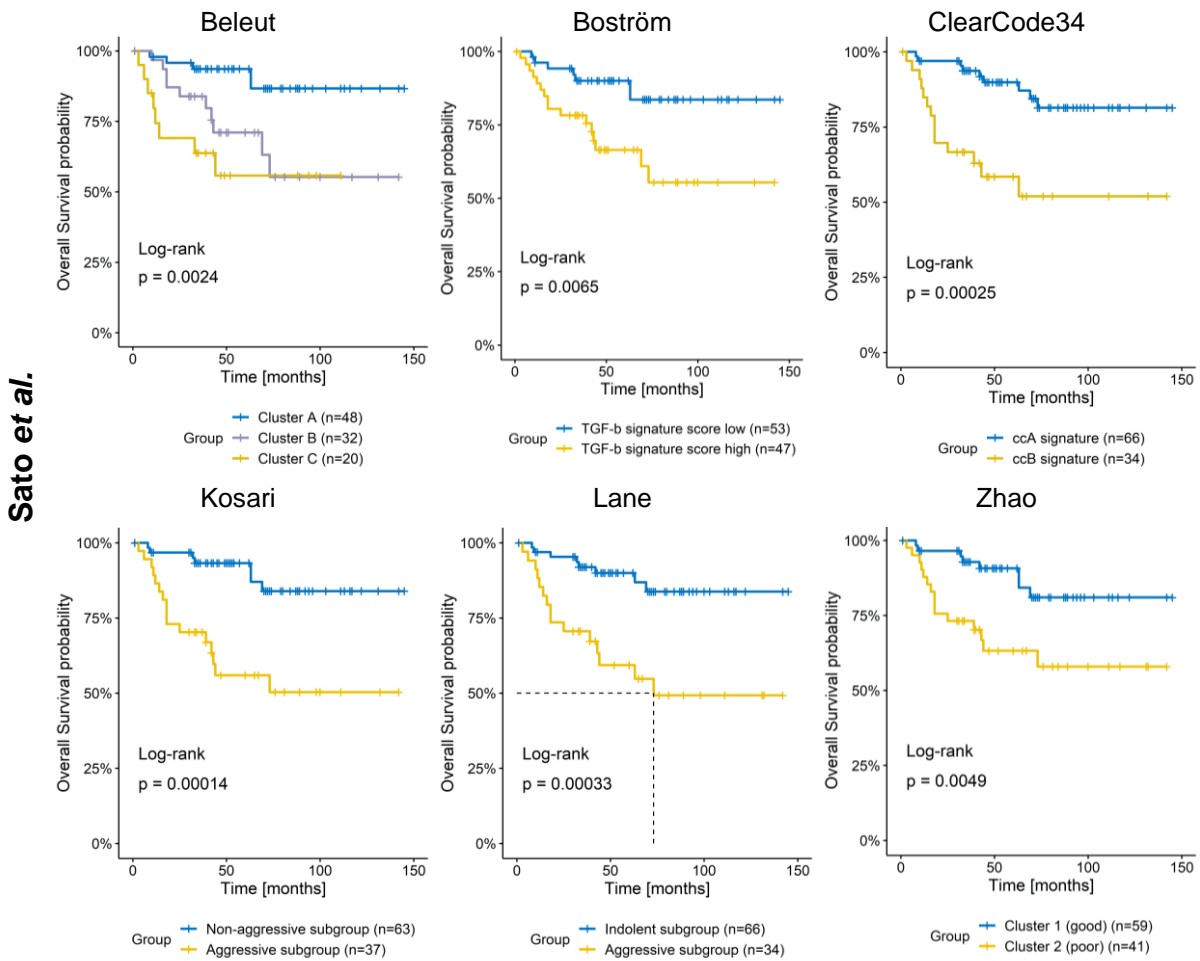 Sato et al.
Beleut
Overall Survival probability
100%
75%
50%
25%
0%
Log-rank
p = 0.0024
0 50 100 150
Time [months]
Group
Cluster A (n=48)
Cluster B (n=32)
Cluster C (n=20)
Boström
Overall Survival probability
100%
75%
50%
25%
0%
Log-rank
p = 0.0065
0 50 100 150
Time [months]
Group
TGF-b signature score low (n=53)
TGF-b signature score high (n=47)
ClearCode34
Overall Survival probability
100%
75%
50%
25%
0%
Log-rank
p = 0.00025
0 50 100 150
Time [months]
Group
ccA signature (n=66)
ccB signature (n=34)
Kosari
Overall Survival probability
100%
75%
50%
25%
0%
Log-rank
p = 0.00014
0 50 100 150
Time [months]
Group
Non-aggressive subgroup (n=63)
Aggressive subgroup (n=37)
Lane
Overall Survival probability
100%
75%
50%
25%
0%
Log-rank
p = 0.00033
0 50 100 150
Time [months]
Group
Indolent subgroup (n=66)
Aggressive subgroup (n=34)
Zhao
Overall Survival probability
100%
75%
50%
25%
0%
Log-rank
p = 0.0049
0 50 100 150
Time [months]
Group
Cluster 1 (good) (n=59)
Cluster 2 (poor) (n=41)